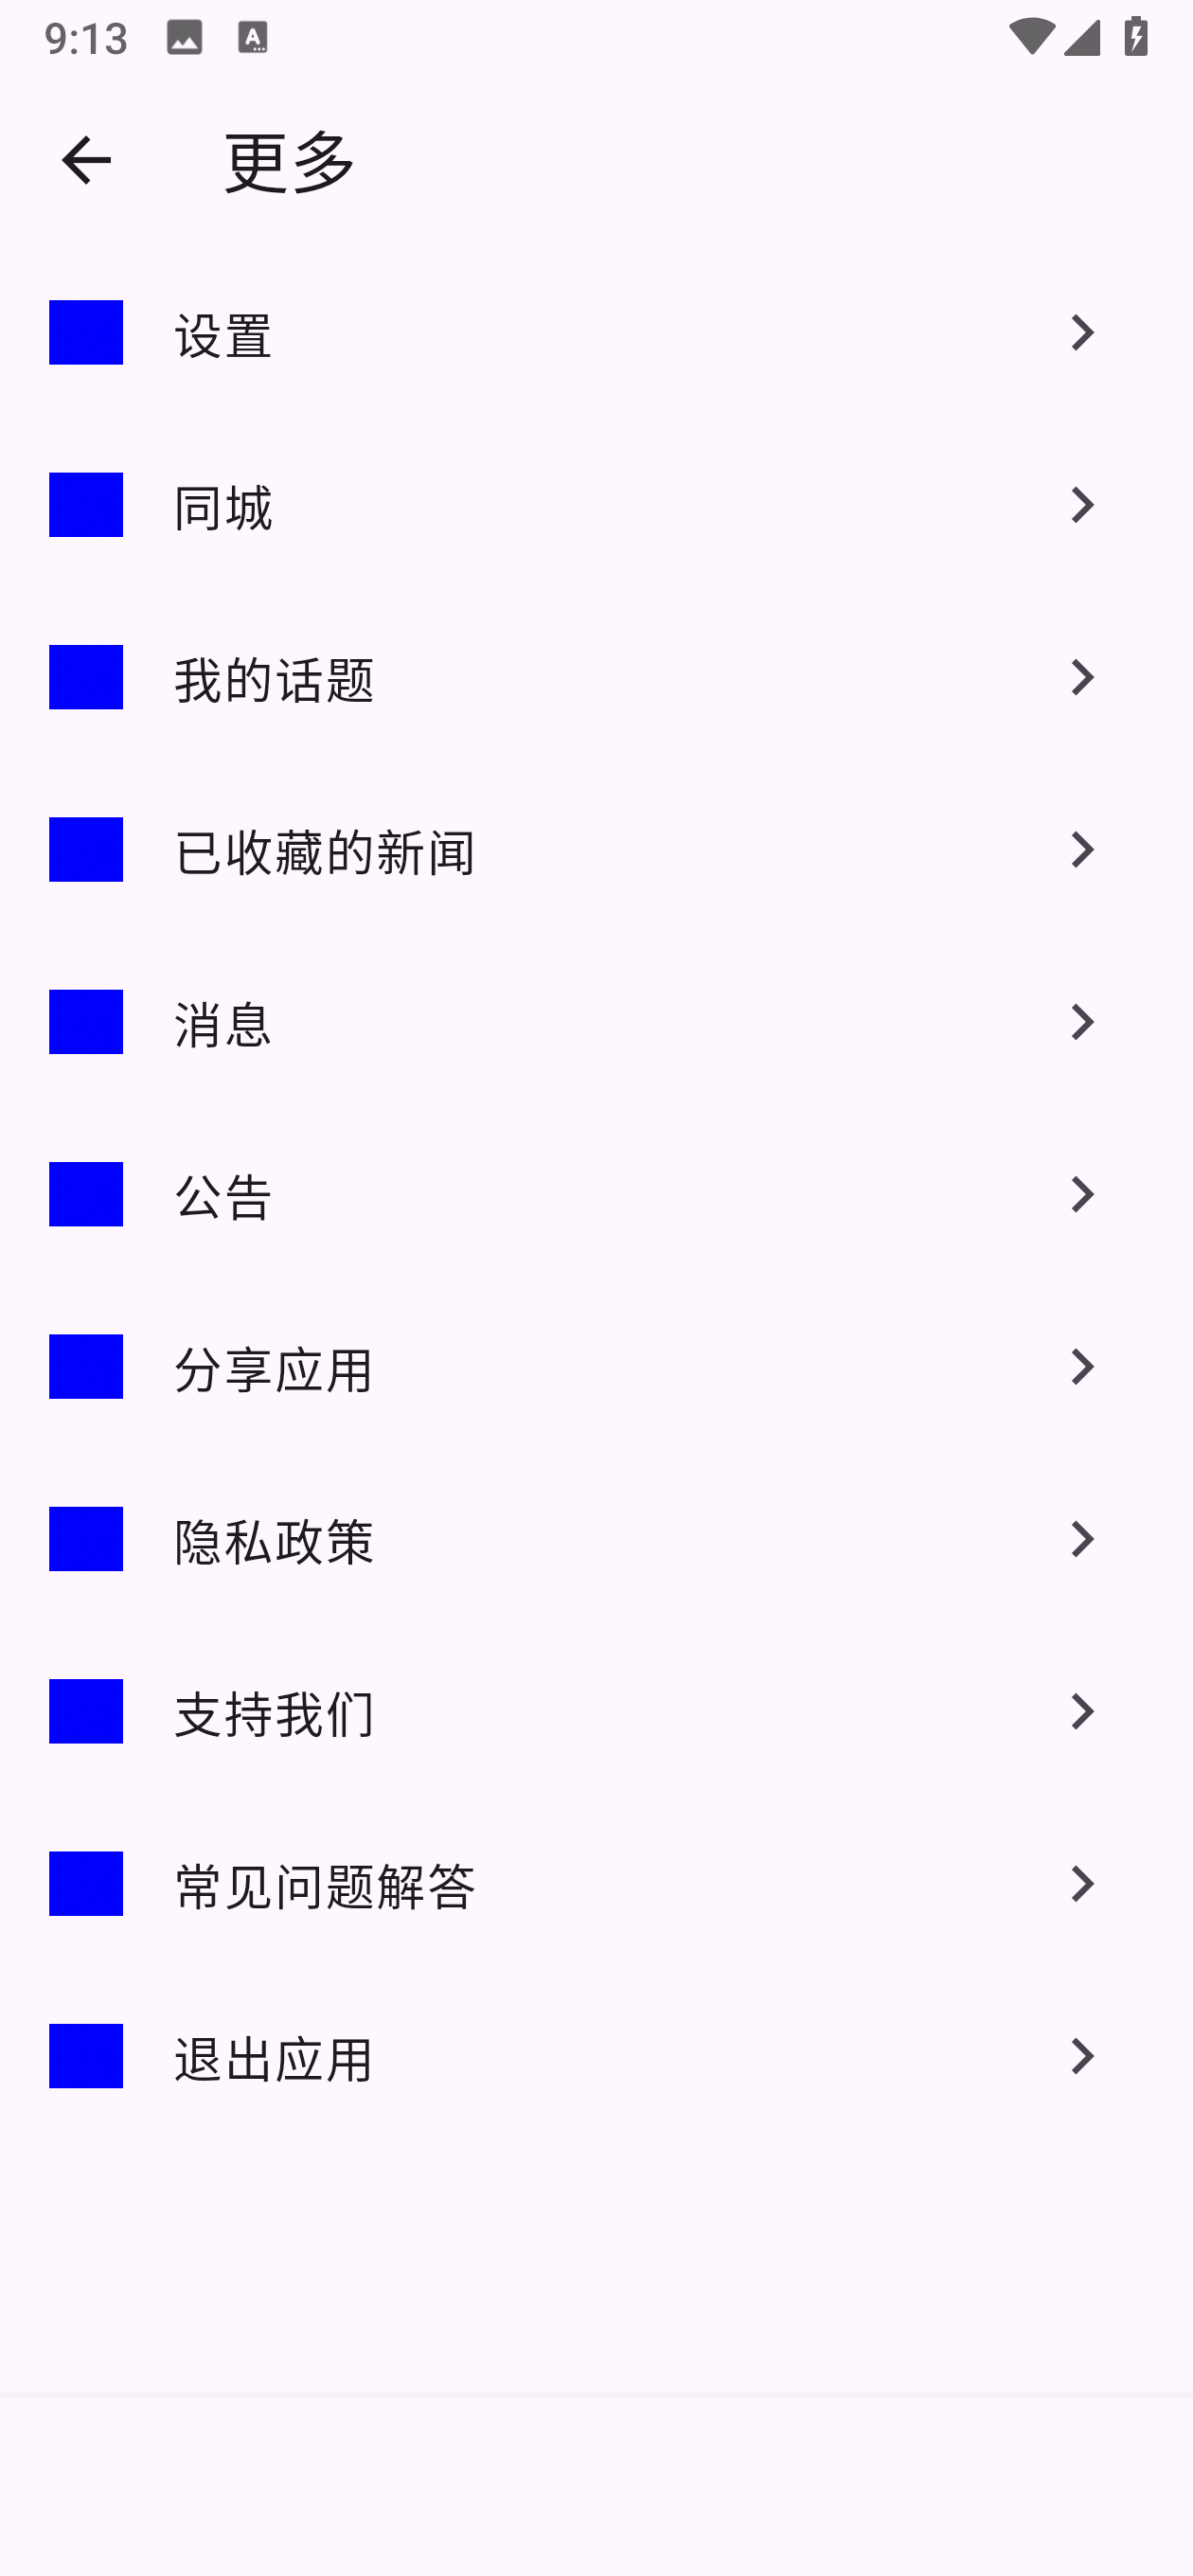 9:13
更多
设置
同城
我的话题
已收藏的新闻
消息
公告
分享应用
隐私政策
支持我们
常见问题解答
退出应用